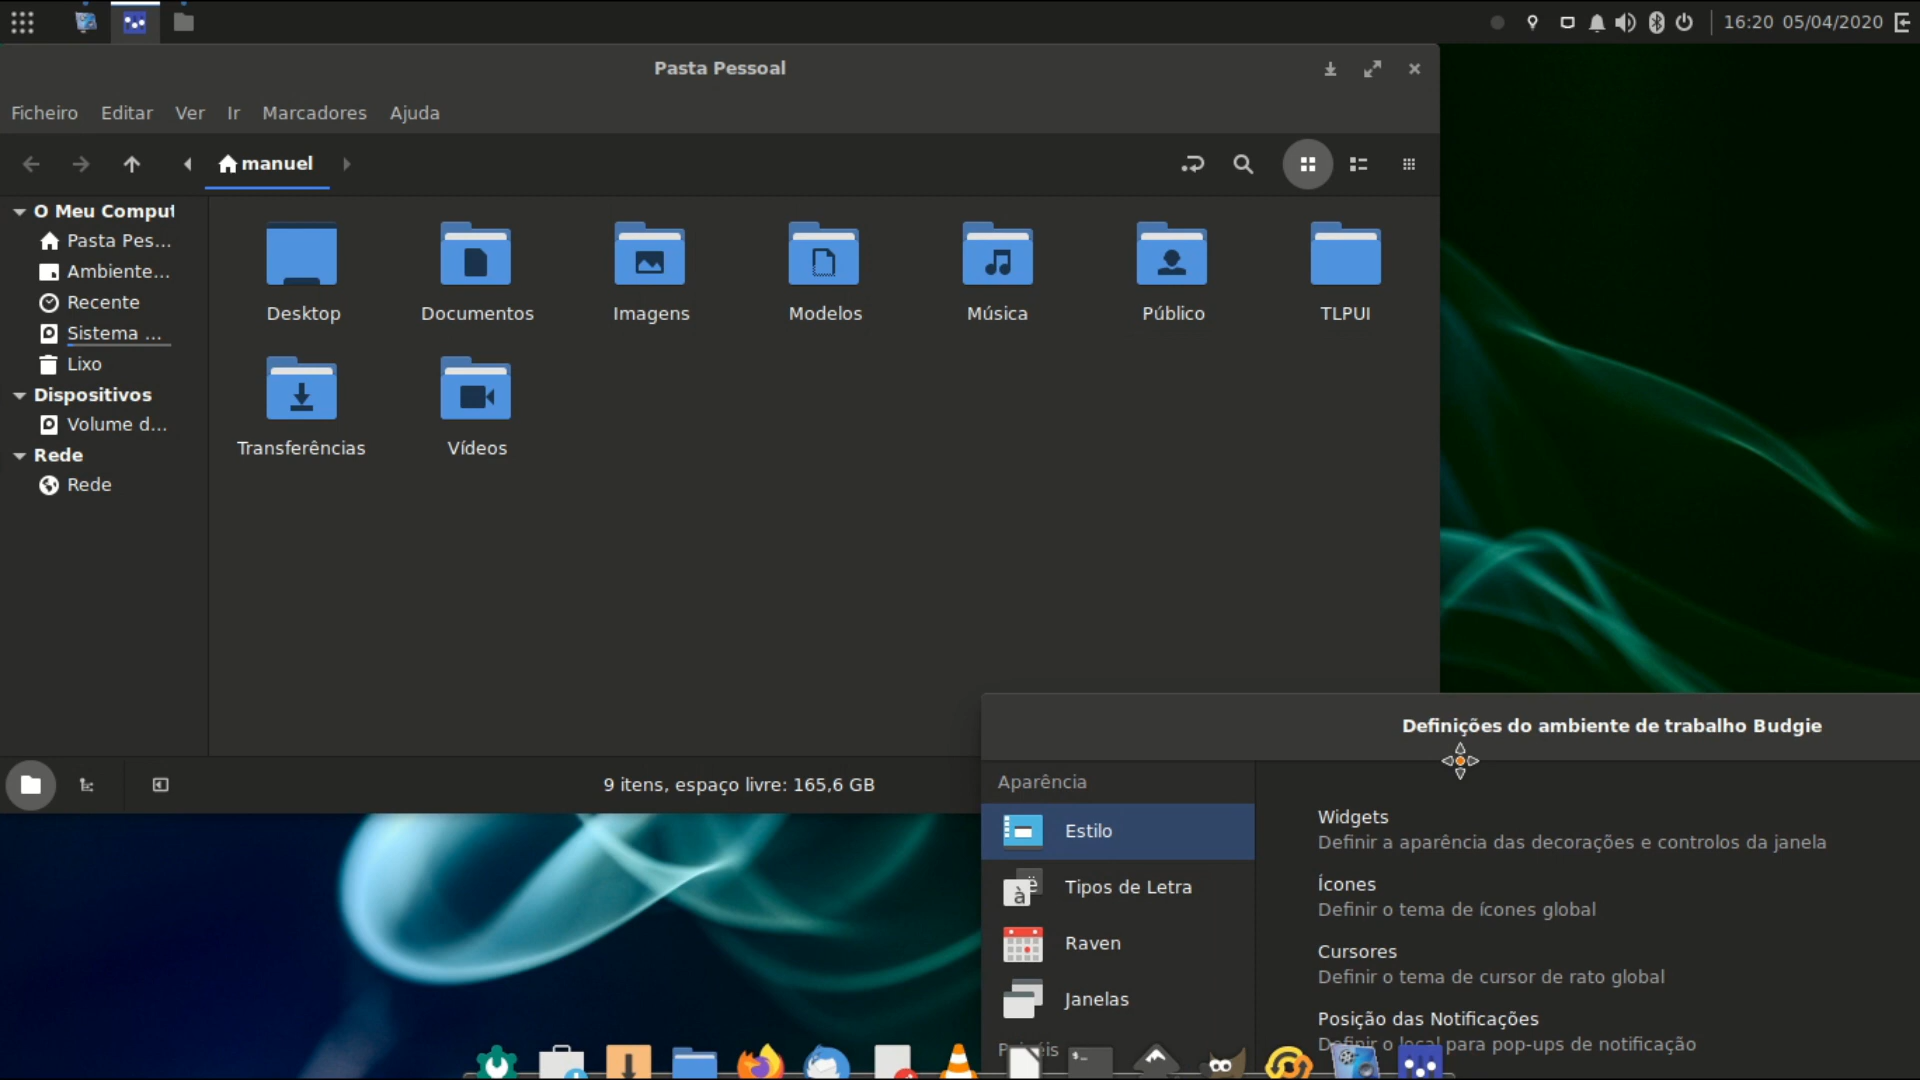 16:20 05/04/2020
Pasta Pessoal
Ficheiro Editar Ver Ir Marcadores Ajuda
manuel
O Meu Comput
Pasta Pes...
Ambiente...
Recente
Sistema ...
Lixo
Dispositivos
Volume d...
Rede
Rede
Desktop Documentos Imagens Modelos Música Público TLPUI
Transferências Vídeos
9 itens, espaço livre: 165,6 GB
Definições do ambiente de trabalho Budgie
Aparência
Estilo
Tipos de Letra
Raven
Janelas
Widgets
Definir a aparência das decorações e controlos da janela
Ícones
Definir o tema de ícones global
Cursores
Definir o tema de cursor de rato global
Posição das Notificações
Definir o local para pop-ups de notificação